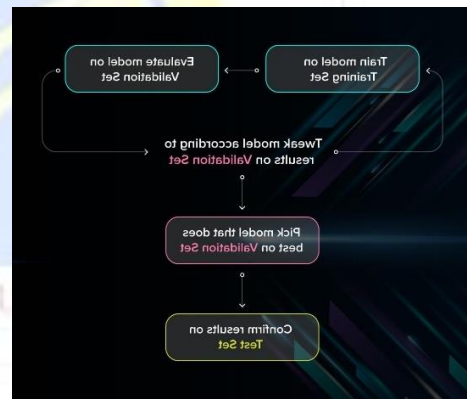 Train model on
Training Set
Evaluate model on
Validation Set
Tweak model according to
results on Validation Set
Pick model that does
best on Validation Set
Confirm results on
Test Set